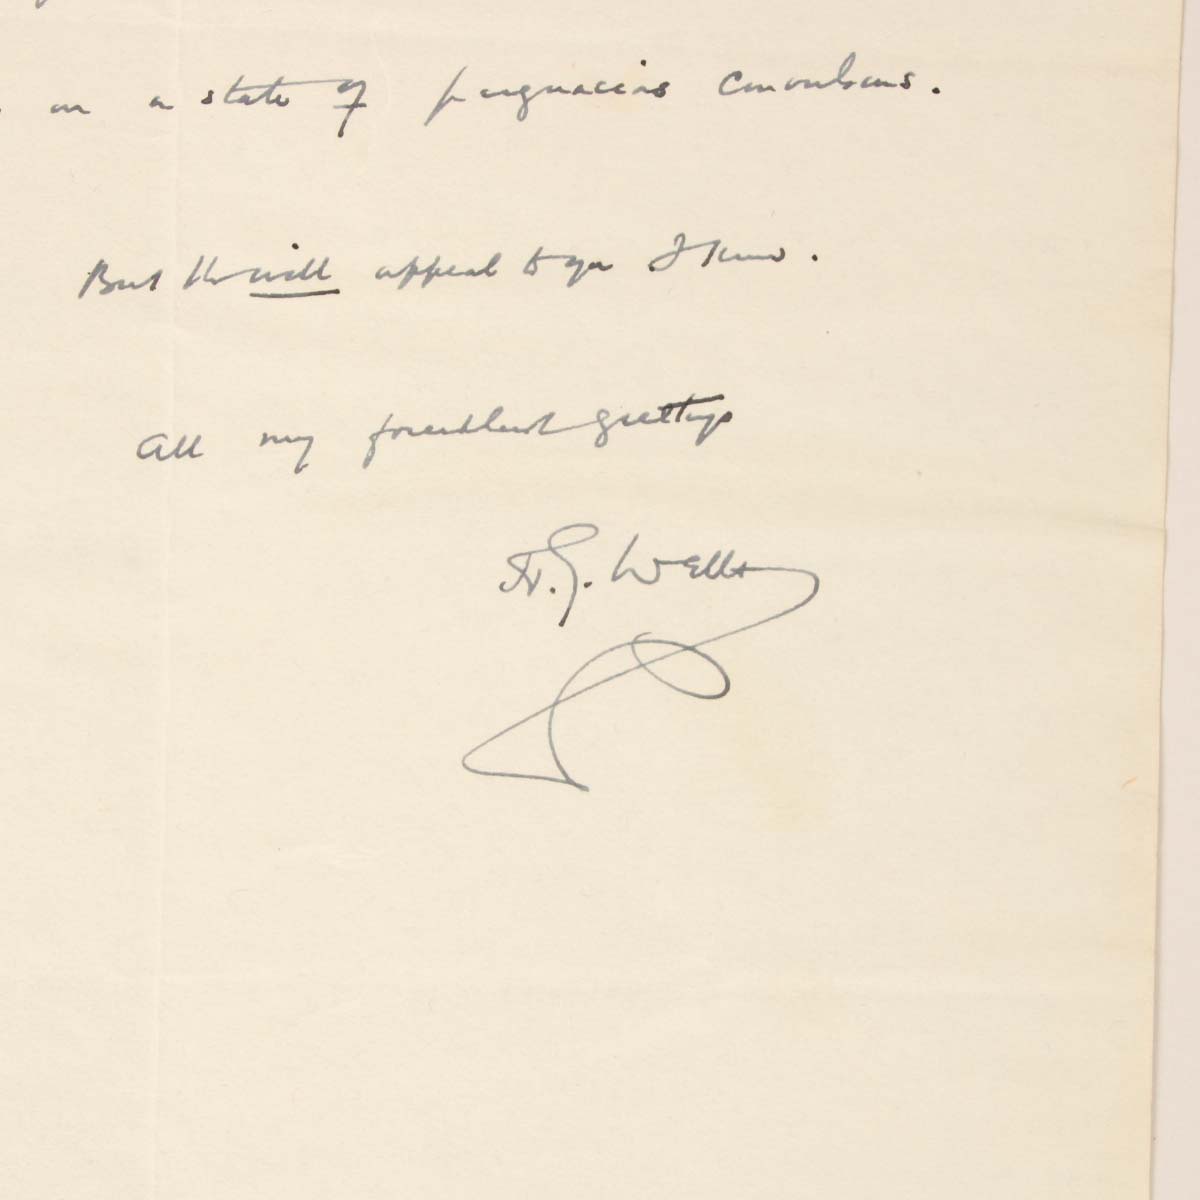 in a state of pugnacious convulsions.
But this will appeal to you I know.
All my friendliest greetings
H.G. Wells